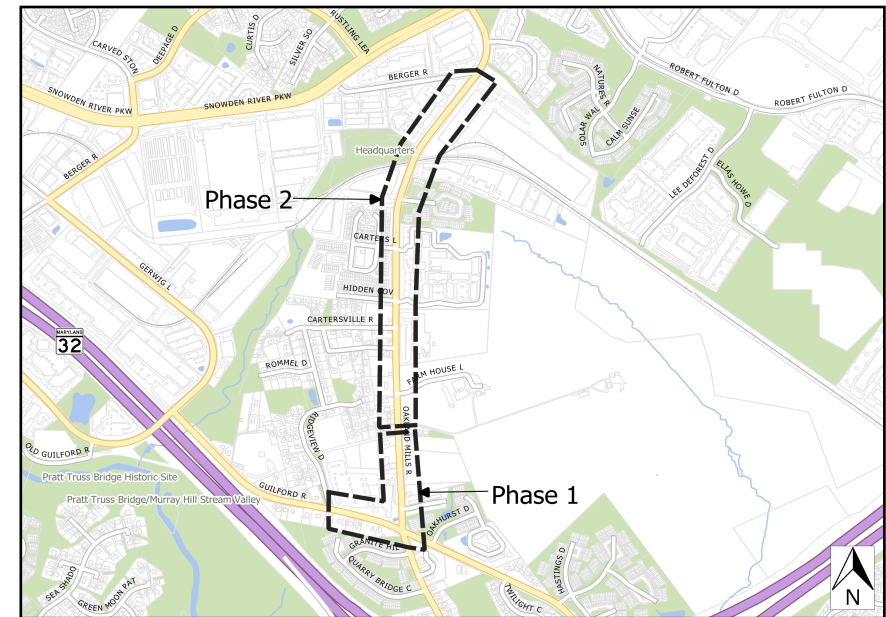 DEEPAGE D
CURTIS D
SILVER SO
RUSTLING LEA
CARVED STON
BERGER R
SNOWDEN RIVER PKW
SNOWDEN RIVER PKW
ROBERT FULTON D
ROBERT FULTON D
NATURES R
SOLAR WAL
CALM SUNSE
Headquarters
BERGER R
LEE DEFOREST D
ELIAS HOWE D
Phase 2
CARTERS L
GERWIG L
HIDDEN COV
CARTERSVILLE R
MARYLAND
32
ROMMEL D
FARM HOUSE L
RIDGEVIEW D
OAKLAND MILLS R
OLD GUILFORD R
Pratt Truss Bridge Historic Site
Pratt Truss Bridge/Murray Hill Stream Valley
GUILFORD R
Phase 1
OAKHURST D
GRANITE HIL
QUARRY BRIDGE C
HASTINGS D
TWILIGHT C
SEA SHADO
GREEN MOON PAT
N